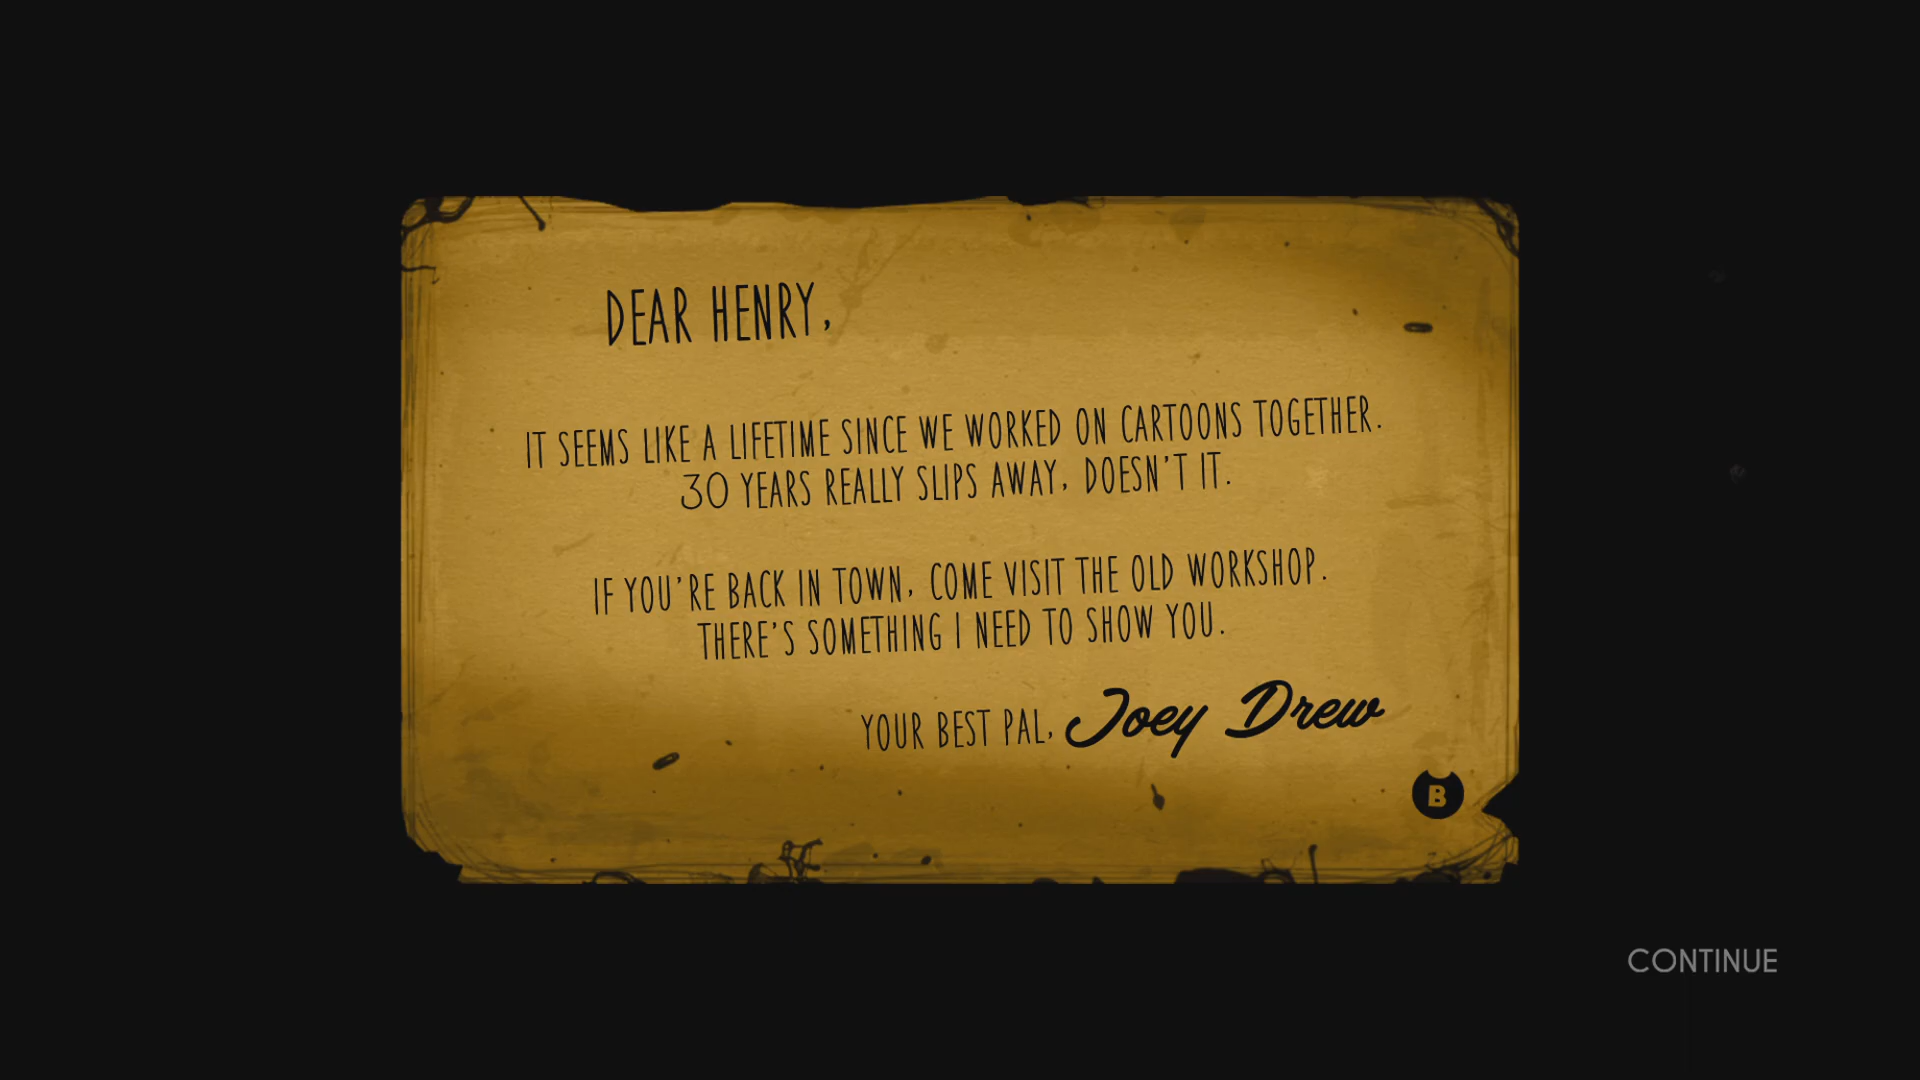 DEAR HENRY,
IT SEEMS LIKE A LIFETIME SINCE WE WORKED ON CARTOONS TOGETHER.
30 YEARS REALLY SLIPS AWAY, DOESN'T IT.
IF YOU'RE BACK IN TOWN, COME VISIT THE OLD WORKSHOP.
THERE'S SOMETHING I NEED TO SHOW YOU.
YOUR BEST PAL, Joey Drew
B
CONTINUE